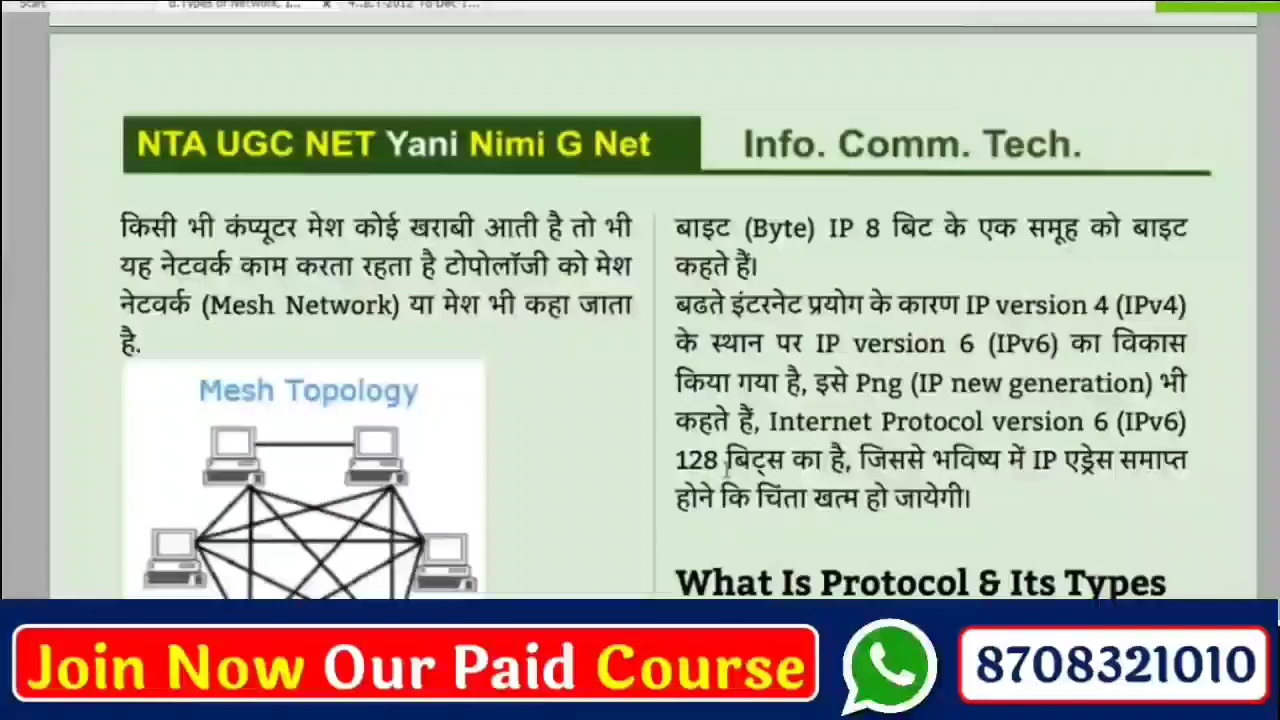 NTA UGC NET Yani Nimi G Net
Info. Comm. Tech.
किसी भी कंप्यूटर मेश कोई खराबी आती है तो भी
यह नेटवर्क काम करता रहता है टोपोलॉजी को मेश
नेटवर्क (Mesh Network) या मेश भी कहा जाता
है.
Mesh Topology
बाइट (Byte) IP 8 बिट के एक समूह को बाइट
कहते हैं।
बढते इंटरनेट प्रयोग के कारण IP version 4 (IPv4)
के स्थान पर IP version 6 (IPv6) का विकास
किया गया है, इसे Png (IP new generation) भी
कहते हैं, Internet Protocol version 6 (IPv6)
128 बिट्स का है, जिससे भविष्य में IP एड्रेस समाप्त
होने कि चिंता खत्म हो जायेगी।
What Is Protocol & Its Types
Join Now Our Paid Course
8708321010